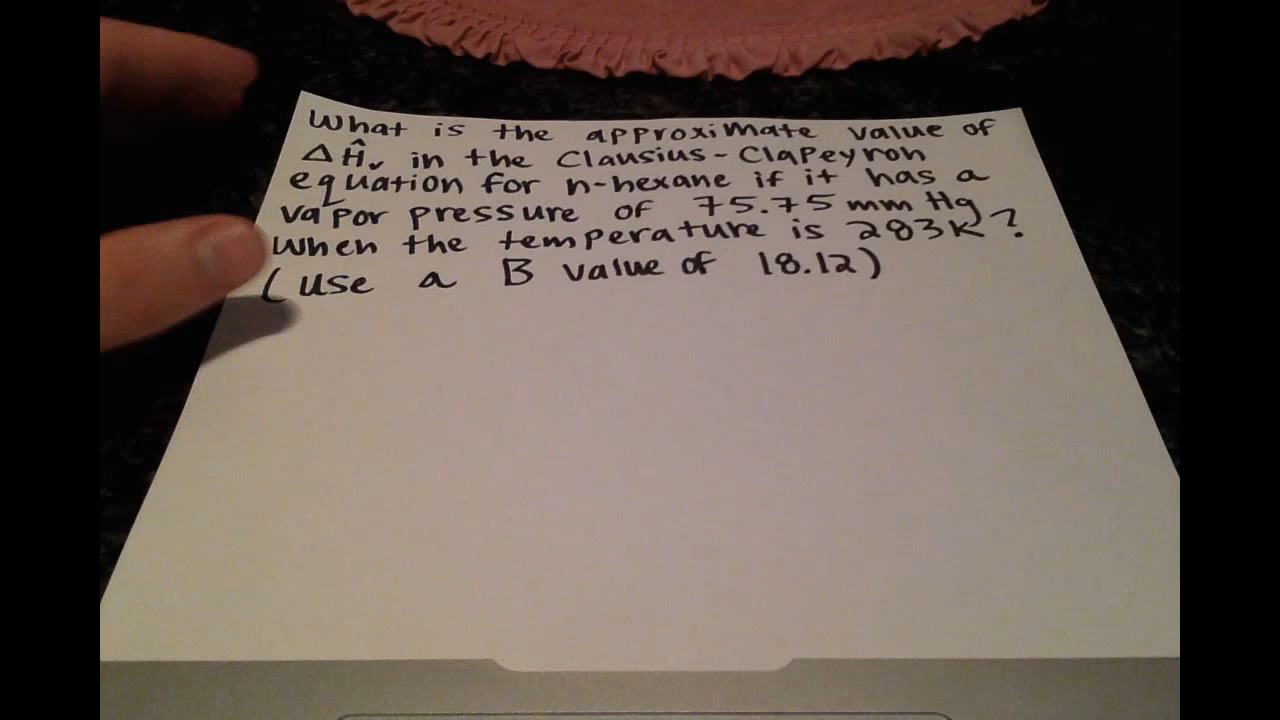 What is the approximate value of
ΔĤᵥ in the Clausius-Clapeyron
equation for n-hexane if it has a
vapor pressure of 75.75 mm Hg
when the temperature is 283K?
(use a B value of 18.12)